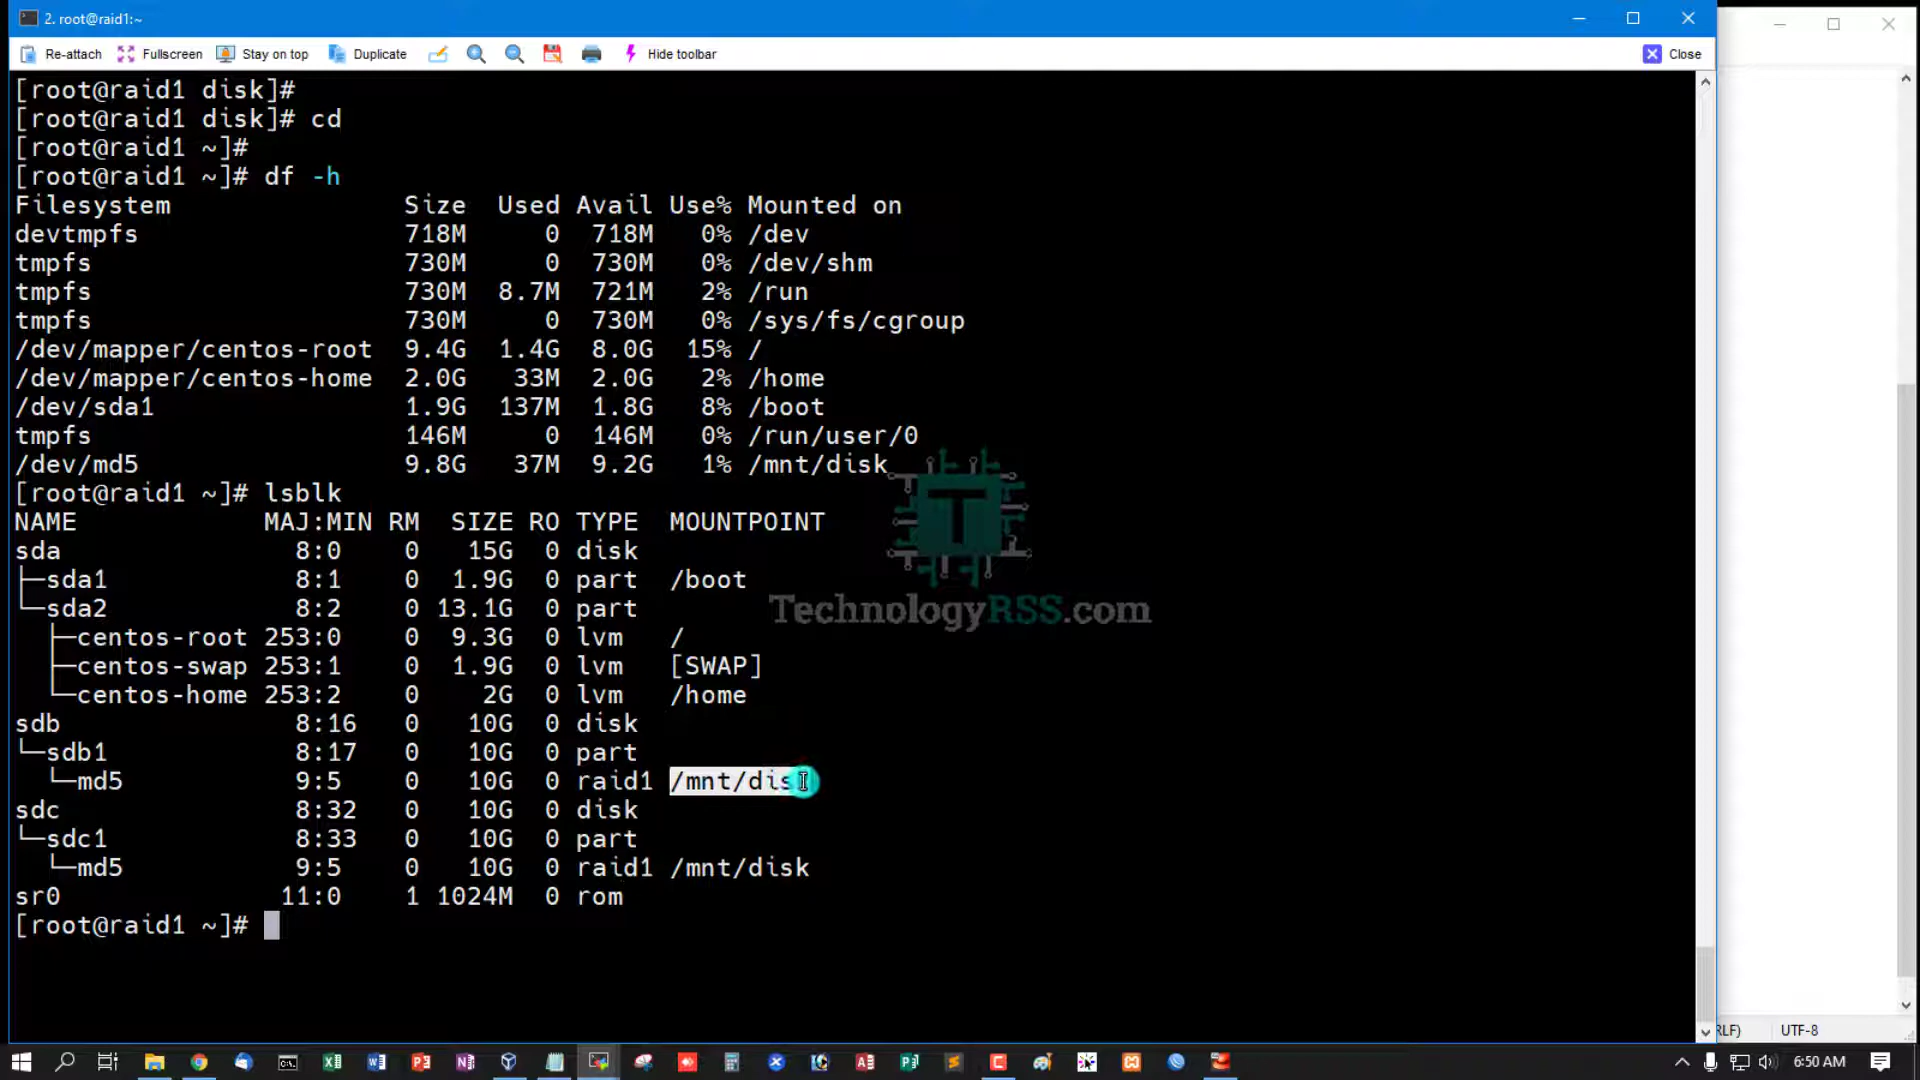 2. root@raid1:~
Re-attach Fullscreen Stay on top Duplicate Hide toolbar Close
[root@raid1 disk]#
[root@raid1 disk]# cd
[root@raid1 ~]#
[root@raid1 ~]# df -h
Filesystem Size Used Avail Use% Mounted on
devtmpfs 718M 0 718M 0% /dev
tmpfs 730M 0 730M 0% /dev/shm
tmpfs 730M 8.7M 721M 2% /run
tmpfs 730M 0 730M 0% /sys/fs/cgroup
/dev/mapper/centos-root 9.4G 1.4G 8.0G 15% /
/dev/mapper/centos-home 2.0G 33M 2.0G 2% /home
/dev/sda1 1.9G 137M 1.8G 8% /boot
tmpfs 146M 0 146M 0% /run/user/0
/dev/md5 9.8G 37M 9.2G 1% /mnt/disk
[root@raid1 ~]# lsblk
NAME MAJ:MIN RM SIZE RO TYPE MOUNTPOINT
sda 8:0 0 15G 0 disk
├─sda1 8:1 0 1.9G 0 part /boot
└─sda2 8:2 0 13.1G 0 part
├─centos-root 253:0 0 9.3G 0 lvm /
├─centos-swap 253:1 0 1.9G 0 lvm [SWAP]
└─centos-home 253:2 0 2G 0 lvm /home
sdb 8:16 0 10G 0 disk
└─sdb1 8:17 0 10G 0 part
└─md5 9:5 0 10G 0 raid1 /mnt/dis
sdc 8:32 0 10G 0 disk
└─sdc1 8:33 0 10G 0 part
└─md5 9:5 0 10G 0 raid1 /mnt/disk
sr0 11:0 1 1024M 0 rom
[root@raid1 ~]#
TechnologyRSS.com
RLF) UTF-8
6:50 AM